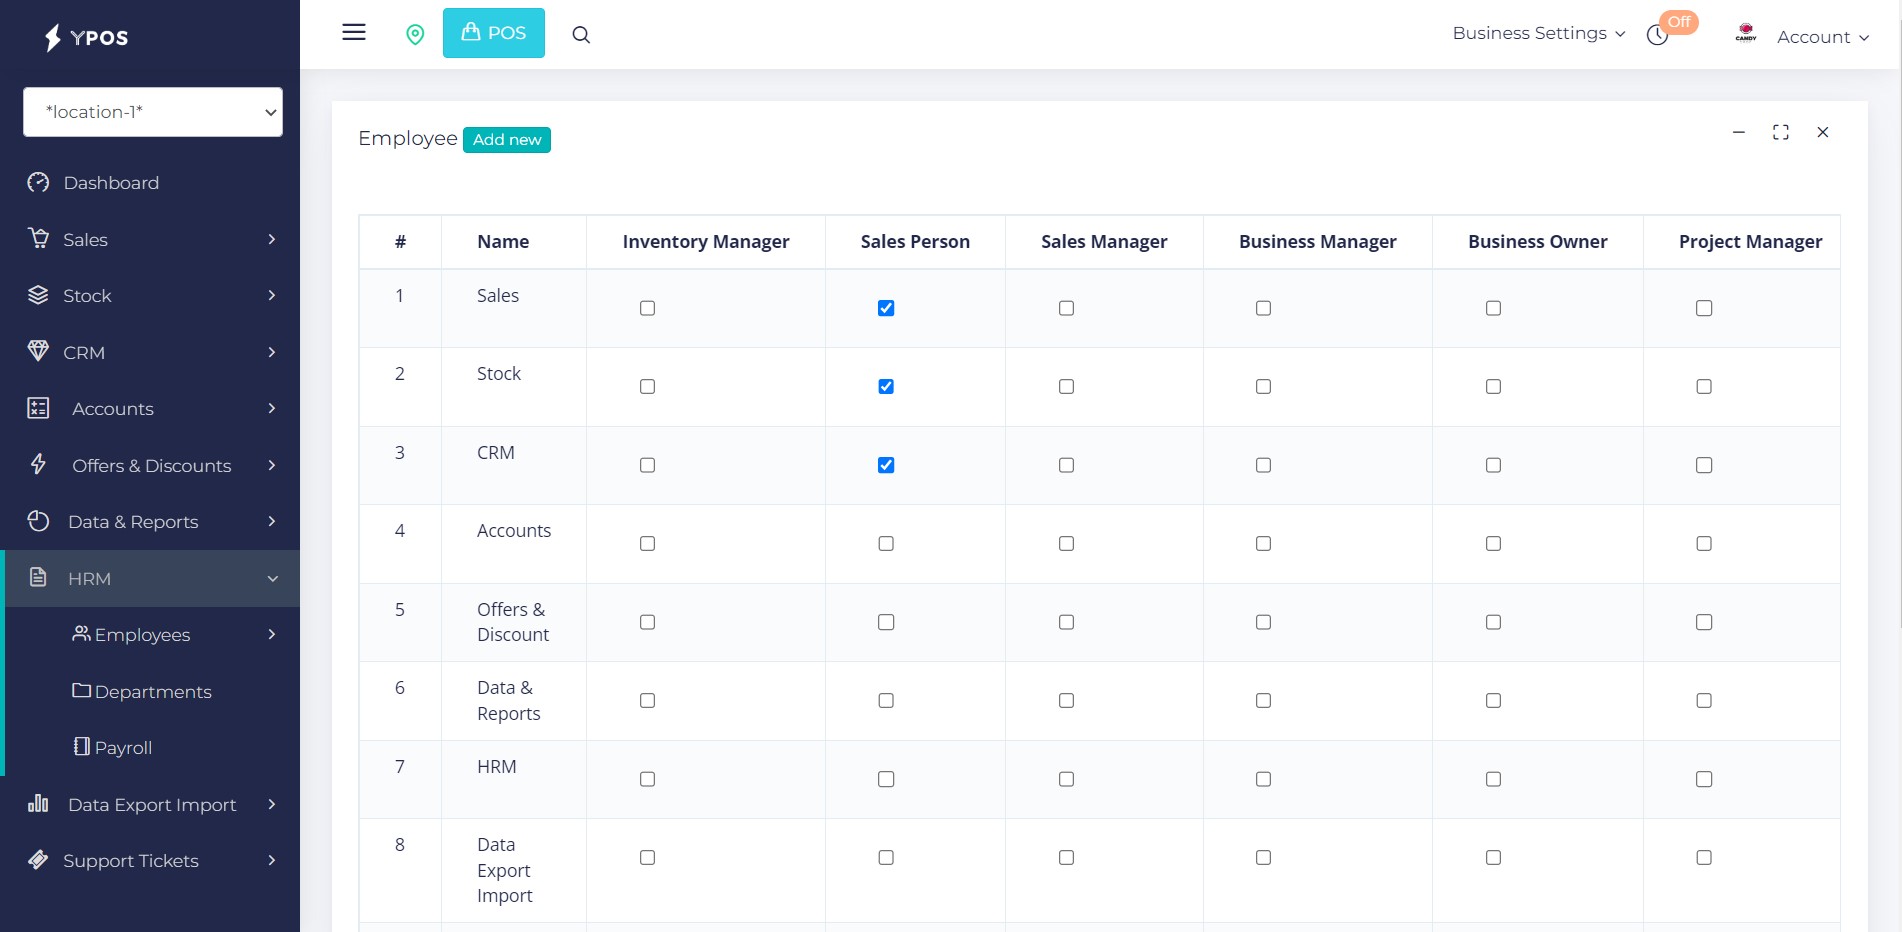 YPOS
*location-1*
Dashboard
Sales
Stock
CRM
Accounts
Offers & Discounts
Data & Reports
HRM
Employees
Departments
Payroll
Data Export Import
Support Tickets
POS
Business Settings
Off
CANDY
Account
Employee Add new
# Name Inventory Manager Sales Person Sales Manager Business Manager Business Owner Project Manager
1 Sales
2 Stock
3 CRM
4 Accounts
5 Offers &
Discount
6 Data &
Reports
7 HRM
8 Data
Export
Import